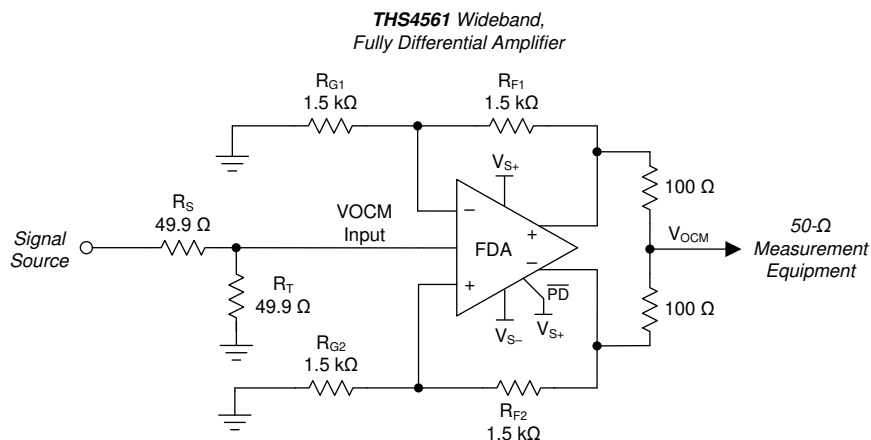 THS4561 Wideband,
Fully Differential Amplifier
RG1
1.5 kΩ
RF1
1.5 kΩ
VS+
100 Ω
RS
49.9 Ω
VOCM
Input
Signal
Source
–
+
FDA
–
+
VOCM
50-Ω
Measurement
Equipment
RT
49.9 Ω
PD
VS–
VS+
100 Ω
RG2
1.5 kΩ
RF2
1.5 kΩ